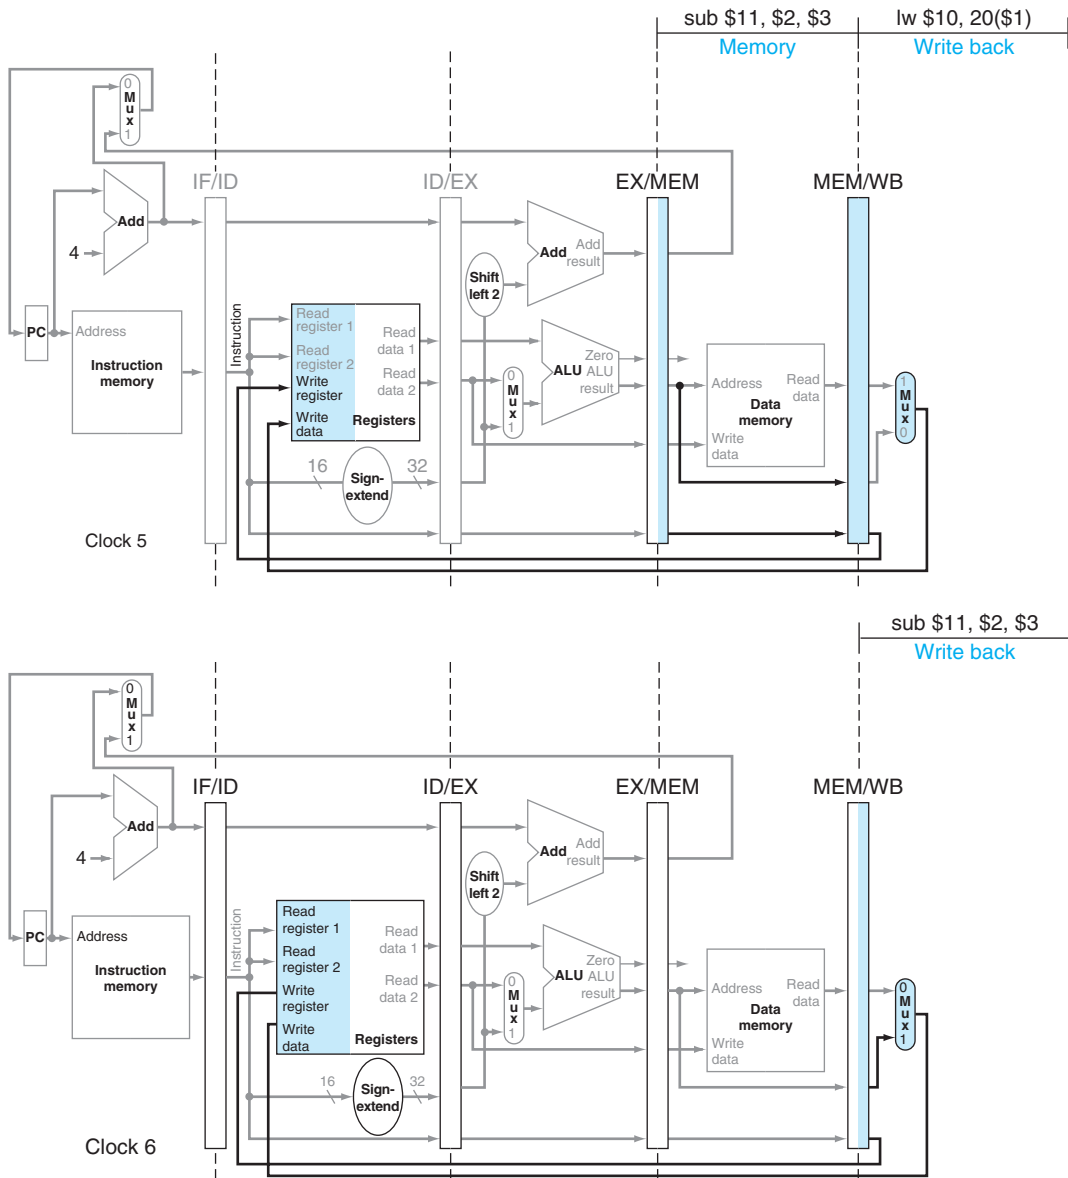 sub $11, $2, $3
lw $10, 20($1)
Memory
Write back
0
M
u
x
1
IF/ID
ID/EX
EX/MEM
MEM/WB
Add
4
Add
Add
result
Shift
left 2
PC
Address
Instruction
memory
Instruction
Read
register 1
Read
register 2
Write
register
Write
data
Registers
Read
data 1
Read
data 2
0
M
u
x
1
Zero
ALU
ALU
result
Address
Read
data
Data
memory
Write
data
1
M
u
x
0
16
Sign-
extend
32
Clock 5
sub $11, $2, $3
Write back
0
M
u
x
1
IF/ID
ID/EX
EX/MEM
MEM/WB
Add
4
Add
Add
result
Shift
left 2
PC
Address
Instruction
memory
Instruction
Read
register 1
Read
register 2
Write
register
Write
data
Registers
Read
data 1
Read
data 2
0
M
u
x
1
Zero
ALU
ALU
result
Address
Read
data
Data
memory
Write
data
0
M
u
x
1
16
Sign-
extend
32
Clock 6